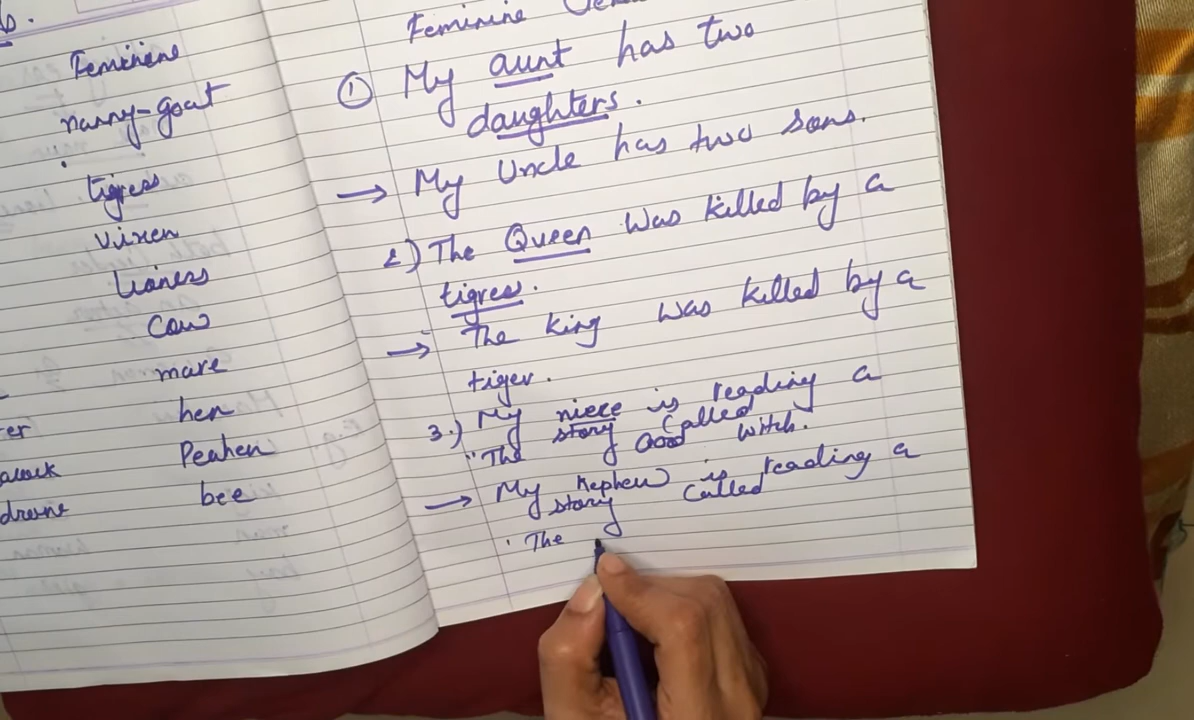 Feminine
nanny-goat
tigress
vixen
lioness
Cow
mare
hen
Peahen
bee
drone
Feminine
① My aunt has two
daughters.
→ My Uncle has two sons.
2) The Queen was killed by a
tigress.
→ The King was killed by a
tiger.
3.) My niece is reading a
story called
"The Good Witch.
→ My Nephew is reading a
story called
The